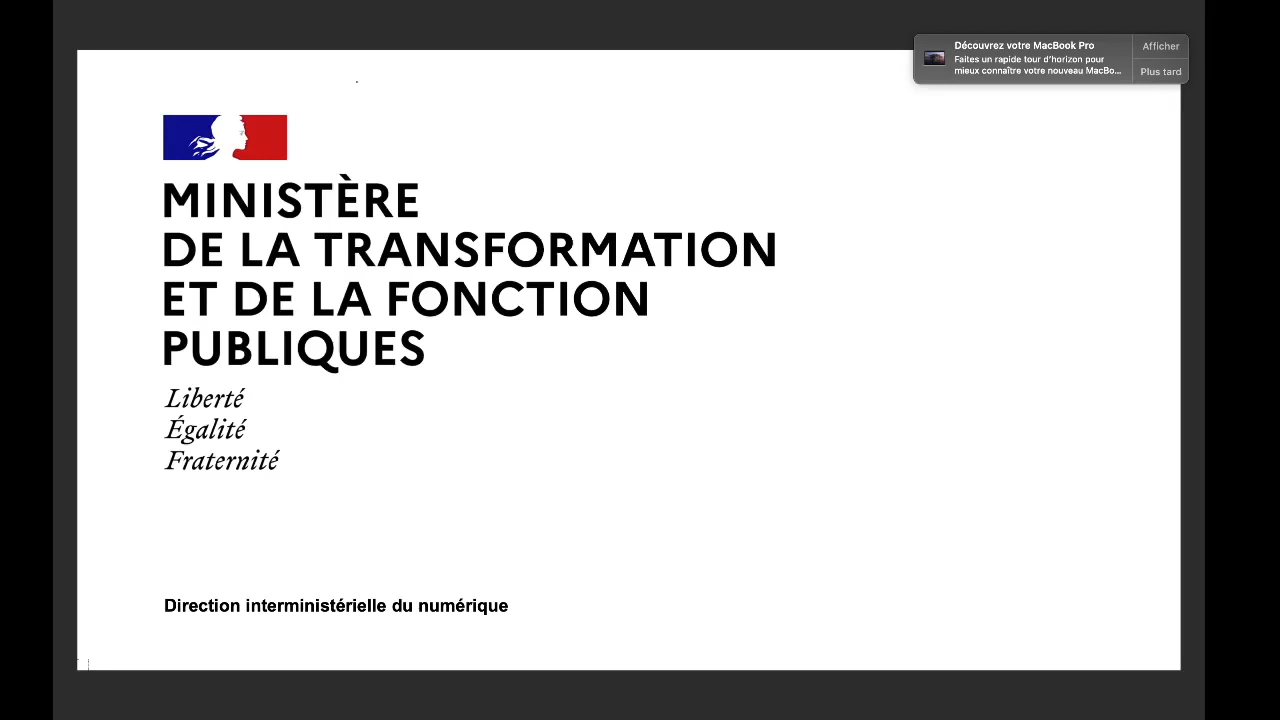 Découvrez votre MacBook Pro
Faites un rapide tour d'horizon pour
mieux connaître votre nouveau MacBo...
Afficher
Plus tard
MINISTÈRE
DE LA TRANSFORMATION
ET DE LA FONCTION
PUBLIQUES
Liberté
Égalité
Fraternité
Direction interministérielle du numérique